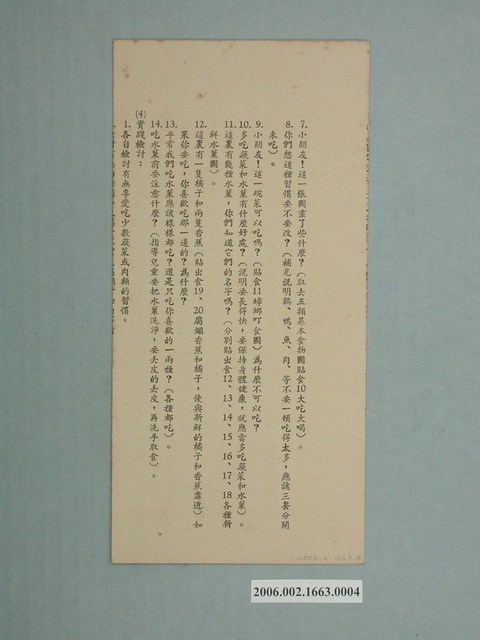 7.小朋友！這一張圖畫了些什麼？（取去五類基本食物圖貼食10大吃大喝）。
8.你們想這種習慣要不要改？（補充說明雞、鴨、魚、肉、等不要一頓吃得太多，應該三餐分開
來吃）。
9.小朋友！這一碗菜可以吃嗎？（貼食11蟑螂叮食圖）為什麼不可以吃？
10.多吃蔬菜和水菓有什麼好處？（說明要長得快，要保持身體健康，就應當多吃蔬菜和水菓）。
11.這裏有幾種水菓，你們知道它們的名字嗎？（分別貼出食12、13、14、15、16、17、18各種新
鮮水菓圖）。
12.這裏有一隻橘子和兩隻香蕉（貼出食19、20腐爛香蕉和橘子，使與新鮮的橘子和香蕉靠近）如
果你要吃，你喜歡吃那一邊的？為什麼？
13.平常我們吃水菓應該樣樣都吃？還是只吃你喜歡的一兩種？（各種都吃）。
14.吃水菓前要注意什麼？（指導兒童要把水菓洗淨，要去皮的去皮，再洗手取食）。
(4)實踐檢討：
1.各自檢討有無專愛吃少數蔬菜或肉類的習慣。
2006.002.1663.0004